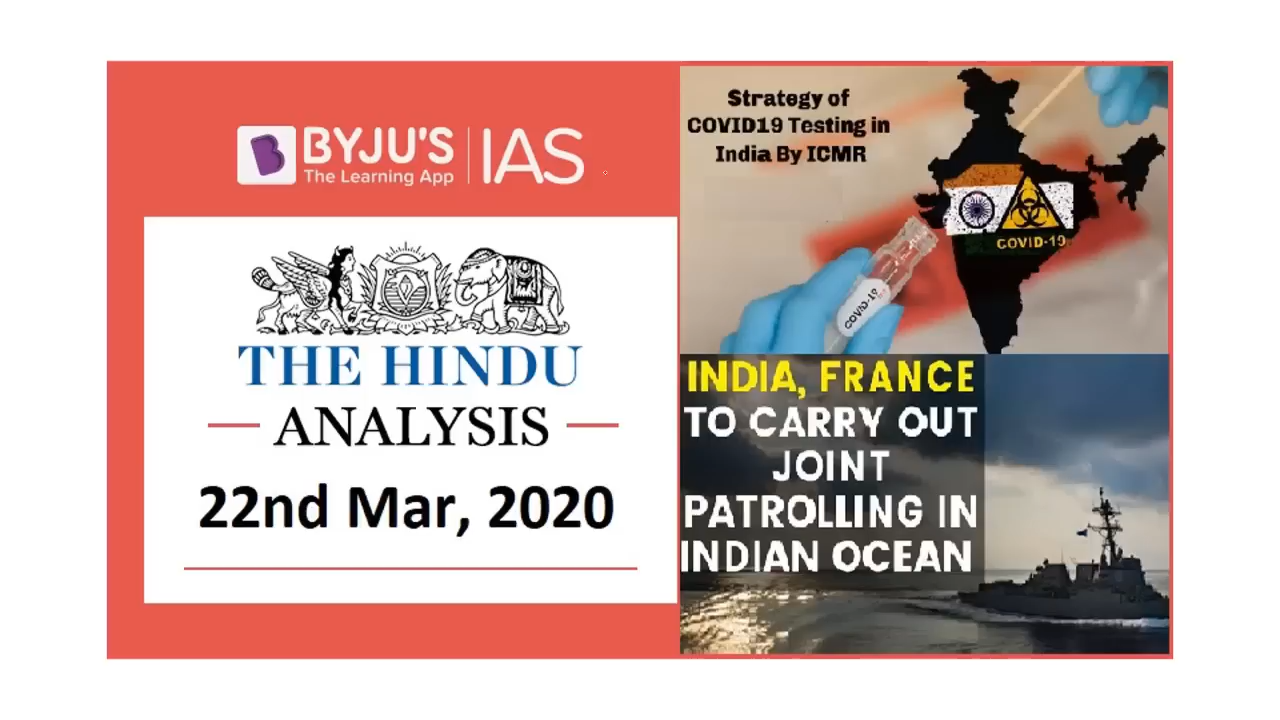 BYJU'S
The Learning App
IAS
THE HINDU
ANALYSIS
22nd Mar, 2020
Strategy of
COVID19 Testing in
India By ICMR
COVID-19
COVID-19
INDIA, FRANCE
TO CARRY OUT
JOINT
PATROLLING IN
INDIAN OCEAN